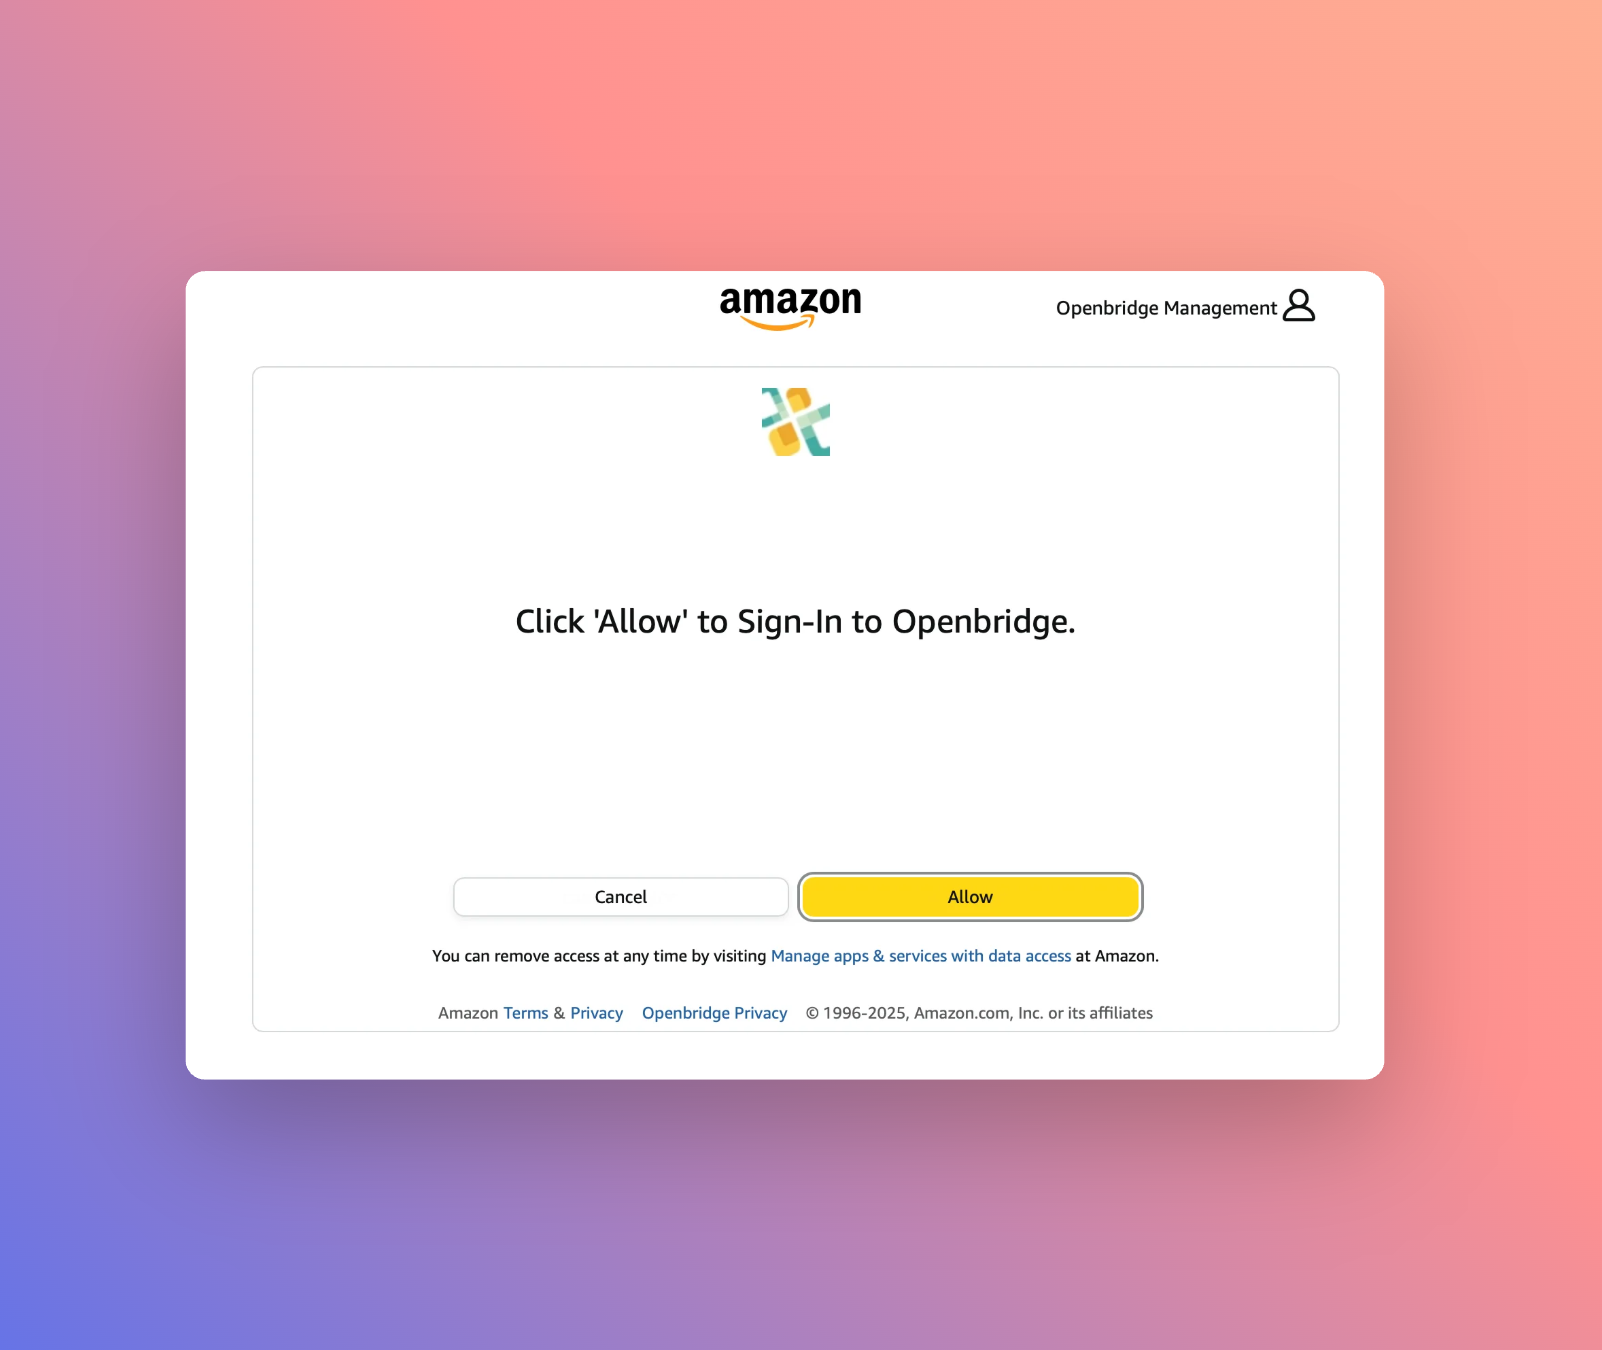 amazon
Openbridge Management
Click 'Allow' to Sign-In to Openbridge.
Cancel
Allow
You can remove access at any time by visiting Manage apps & services with data access at Amazon.
Amazon Terms & Privacy Openbridge Privacy © 1996-2025, Amazon.com, Inc. or its affiliates